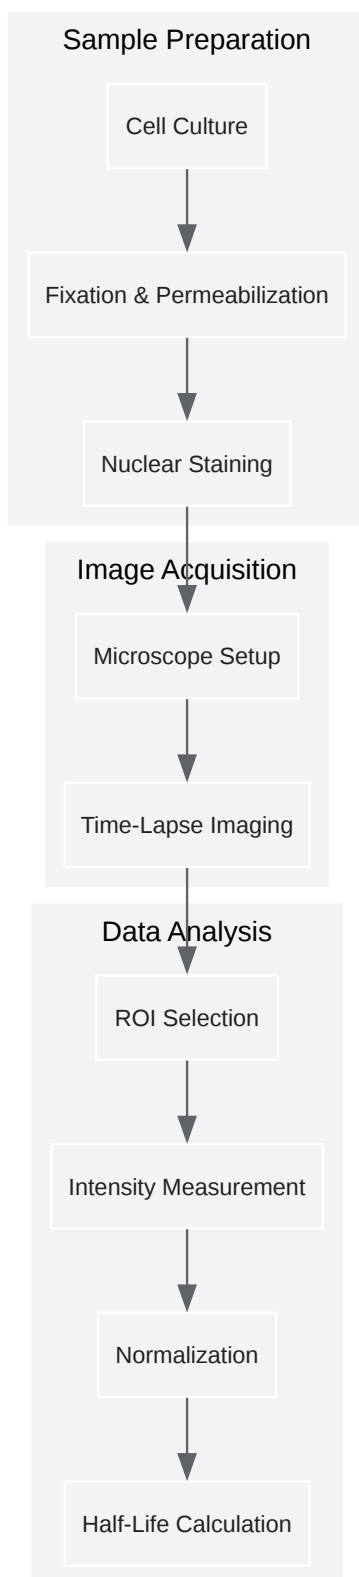 Sample Preparation
Cell Culture
Fixation & Permeabilization
Nuclear Staining
Image Acquisition
Microscope Setup
Time-Lapse Imaging
Data Analysis
ROI Selection
Intensity Measurement
Normalization
Half-Life Calculation